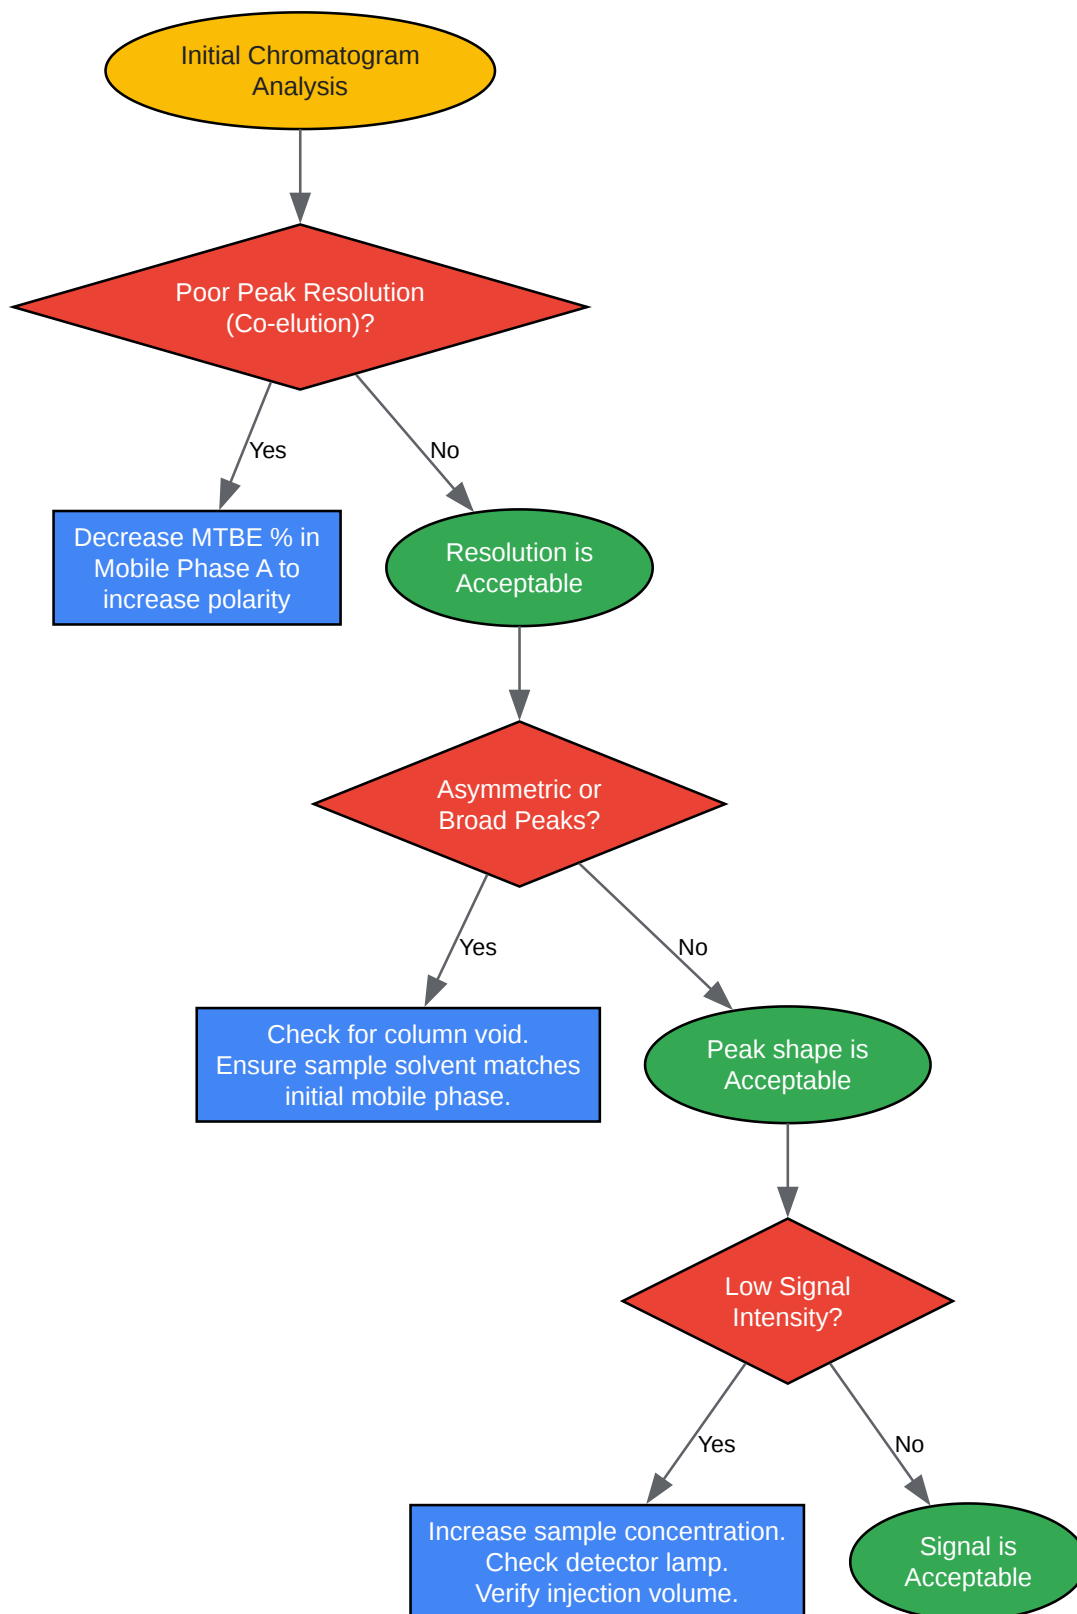 Initial Chromatogram
Analysis
Poor Peak Resolution
(Co-elution)?
Yes
No
Decrease MTBE % in
Mobile Phase A to
increase polarity
Resolution is
Acceptable
Asymmetric or
Broad Peaks?
Yes
No
Check for column void.
Ensure sample solvent matches
initial mobile phase.
Peak shape is
Acceptable
Low Signal
Intensity?
Yes
No
Increase sample concentration.
Check detector lamp.
Verify injection volume.
Signal is
Acceptable